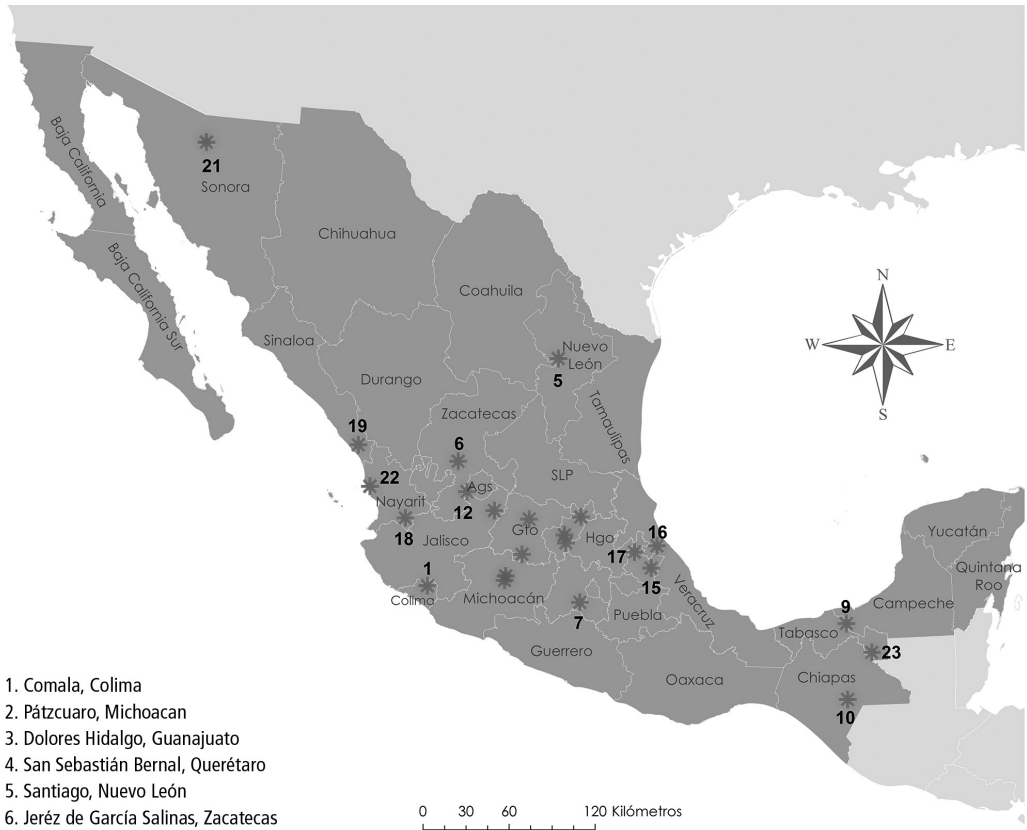 Baja California
21
Sonora
Chihuahua
Baja California Sur
Coahuila
Sinaloa
Nuevo
León
5
Durango
Tamaulipas
Zacatecas
19
6
22
Ags
SLP
Nayarit
12
18
Jalisco
Gto
Hgo
17
16
15
1
Colima
Michoacán
7
Puebla
Veracruz
Guerrero
Oaxaca
Yucatán
Quintana
Roo
Campeche
9
Tabasco
23
Chiapas
10
N
W
E
S
1. Comala, Colima
2. Pátzcuaro, Michoacan
3. Dolores Hidalgo, Guanajuato
4. San Sebastián Bernal, Querétaro
5. Santiago, Nuevo León
6. Jeréz de García Salinas, Zacatecas
0 30 60 120 Kilómetros